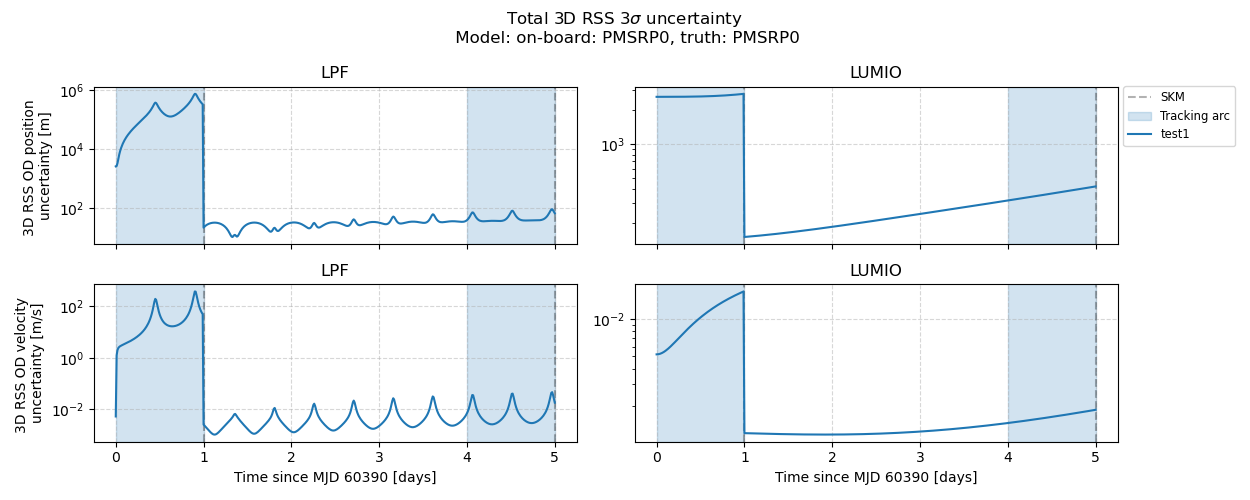 Total 3D RSS 3σ uncertainty
Model: on-board: PMSRP0, truth: PMSRP0
LPF
LUMIO
3D RSS OD position
uncertainty [m]
10^6
10^4
10^2
10^3
SKM
Tracking arc
test1
LPF
LUMIO
3D RSS OD velocity
uncertainty [m/s]
10^2
10^0
10^−2
10^−2
0 1 2 3 4 5
0 1 2 3 4 5
Time since MJD 60390 [days]
Time since MJD 60390 [days]